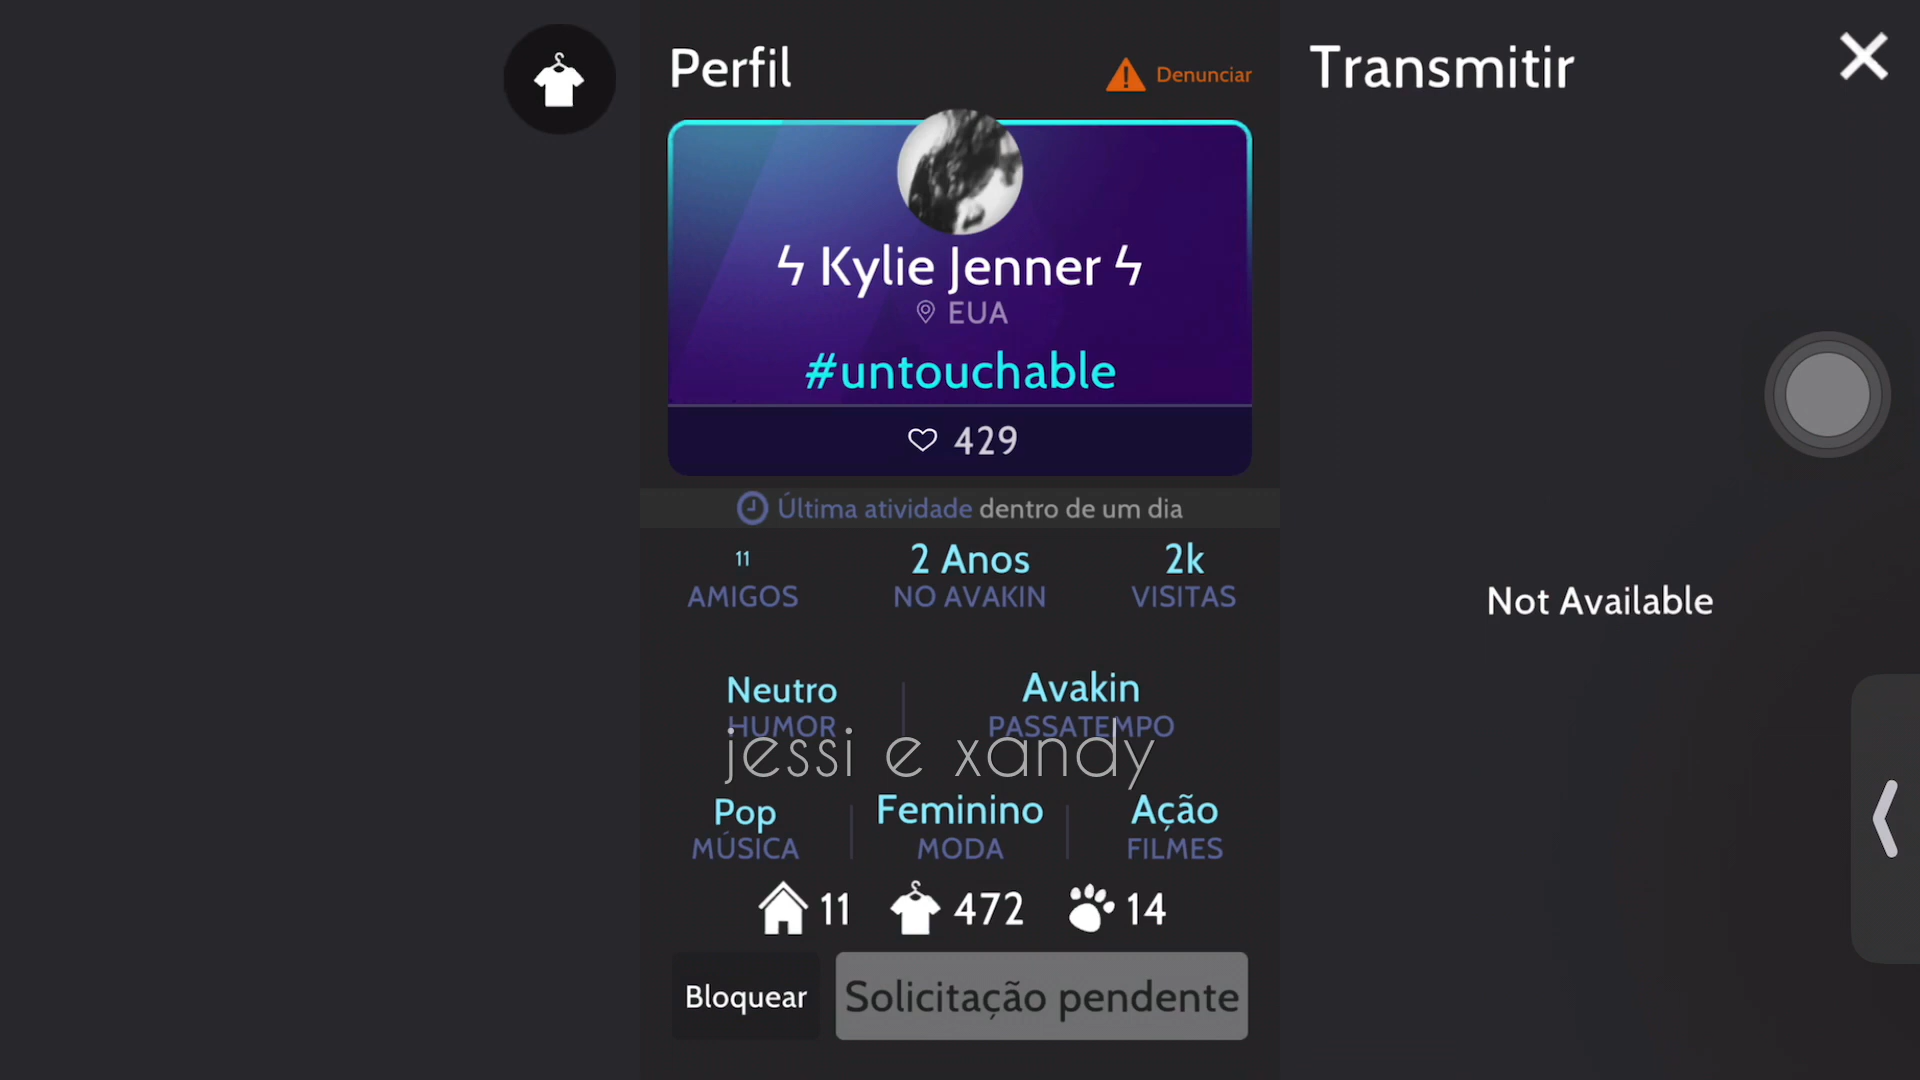 Perfil
Denunciar
Transmitir
ϟ Kylie Jenner ϟ
EUA
#untouchable
429
Última atividade dentro de um dia
11 2 Anos 2k
AMIGOS NO AVAKIN VISITAS
Not Available
Neutro Avakin
HUMOR PASSATEMPO
jessi e xandy
Pop Feminino Ação
MÚSICA MODA FILMES
11 472 14
Bloquear Solicitação pendente